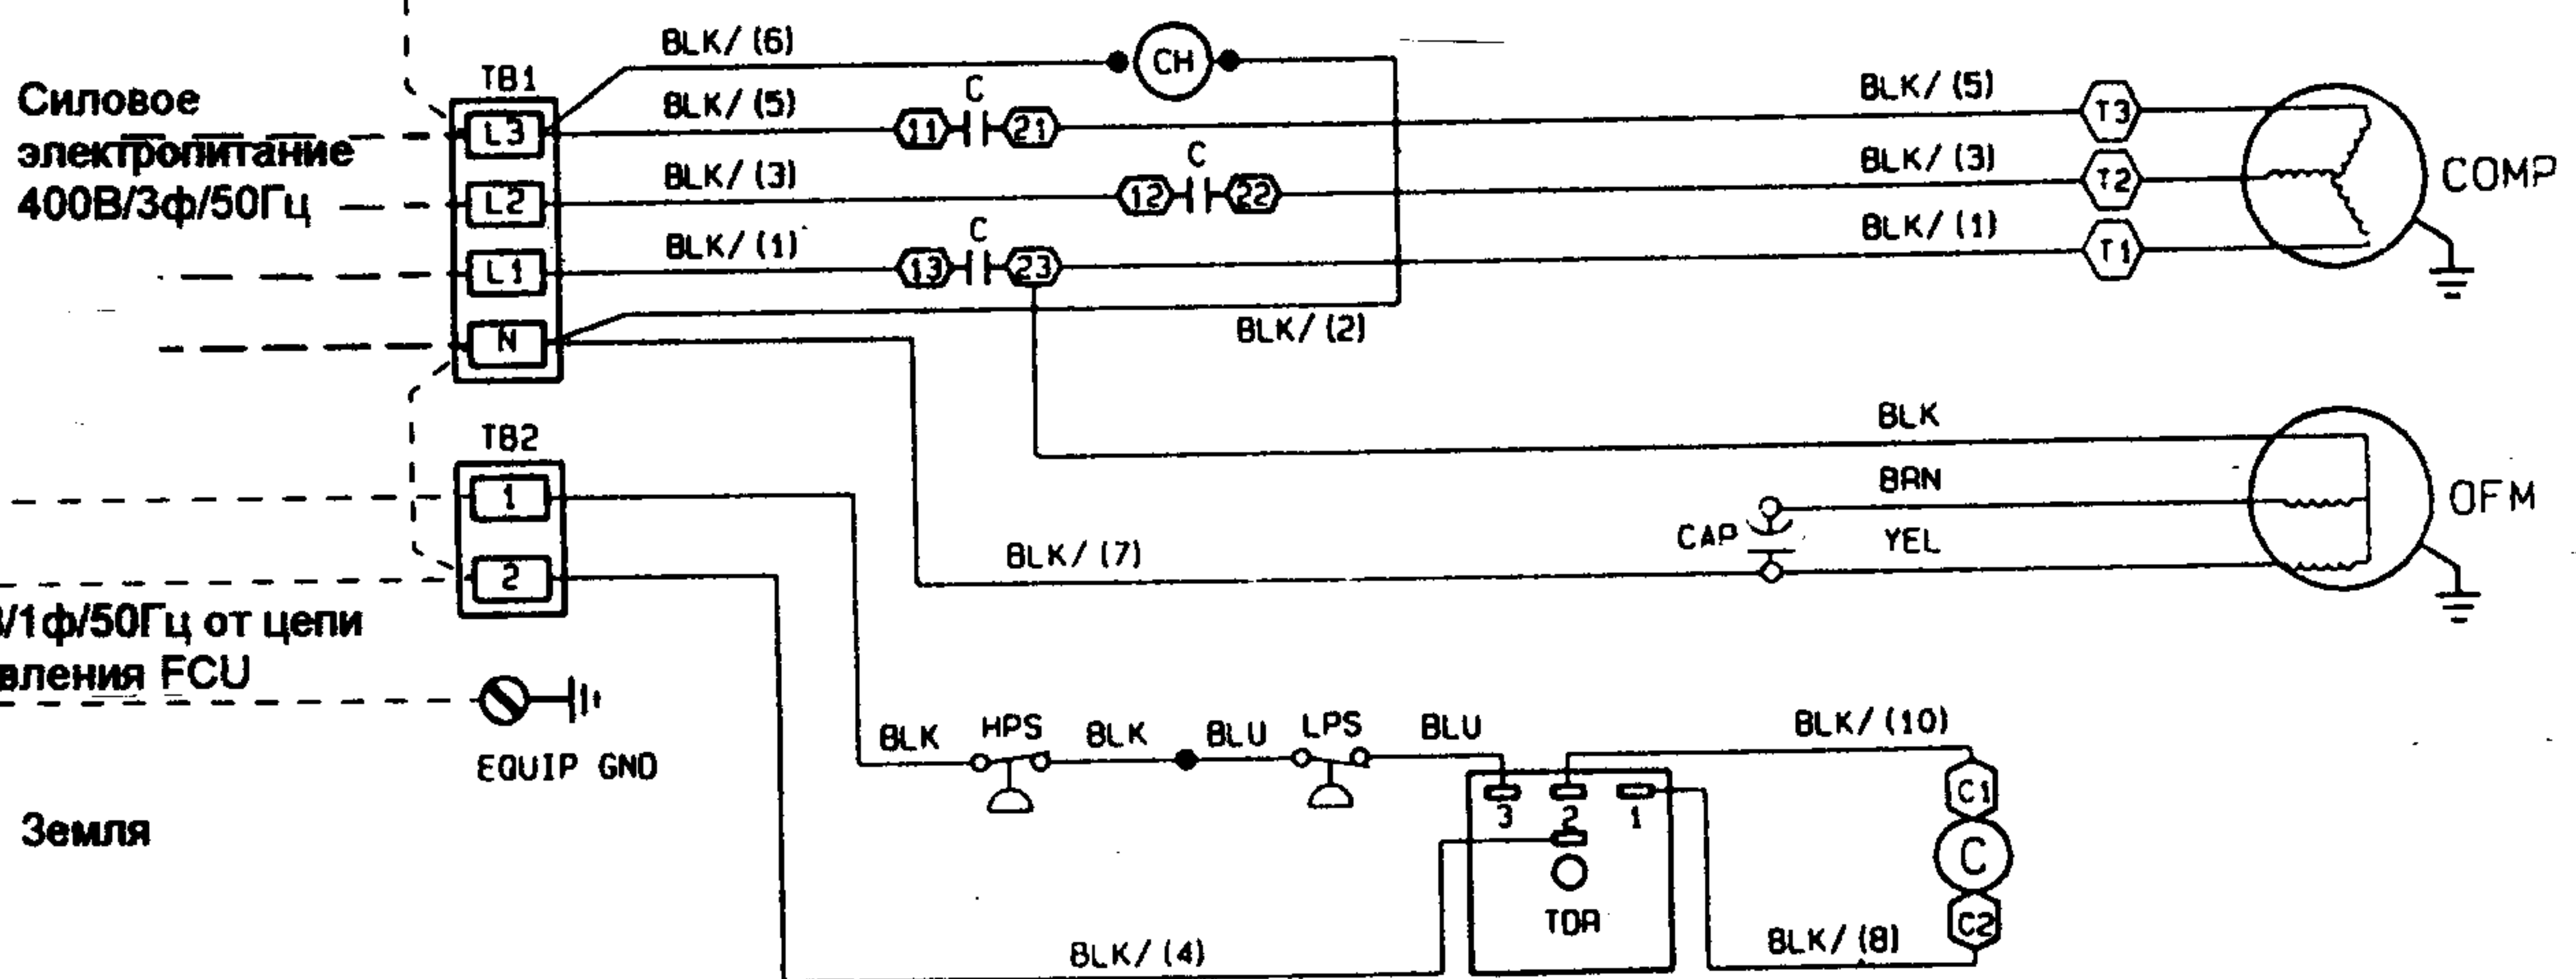 BLK/(6)
CH
TB1
Силовое
электропитание
400В/3ф/50Гц
L3
BLK/(5)
C
11
21
BLK/(5)
T3
L2
BLK/(3)
C
12
22
BLK/(3)
T2
COMP
L1
BLK/(1)
C
13
23
BLK/(1)
T1
N
BLK/(2)
TB2
BLK
1
BRN
OFM
CAP
YEL
2
BLK/(7)
/1ф/50Гц от цепи
вления FCU
EQUIP GND
BLK
HPS
BLK
BLU
LPS
BLU
BLK/(10)
3
2
1
C1
C
C2
Земля
TDR
BLK/(4)
BLK/(8)